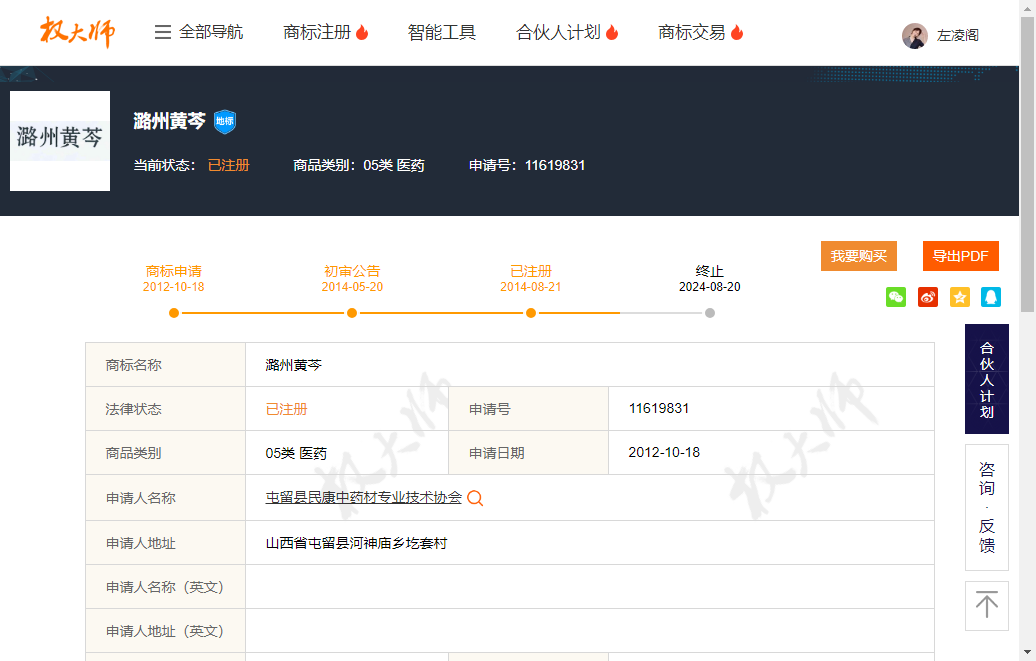 权大师
全部导航 商标注册 智能工具 合伙人计划 商标交易 左凌阁
潞州黄芩
潞州黄芩 地标
当前状态： 已注册 商品类别：05类 医药 申请号：11619831
我要购买 导出PDF
商标申请 初审公告 已注册 终止
2012-10-18 2014-05-20 2014-08-21 2024-08-20
合伙人计划
商标名称 潞州黄芩
法律状态 已注册 申请号 11619831
商品类别 05类 医药 申请日期 2012-10-18
申请人名称 屯留县民康中药材专业技术协会
申请人地址 山西省屯留县河神庙乡圪套村
申请人名称（英文）
申请人地址（英文）
咨询·反馈
权大师
权大师